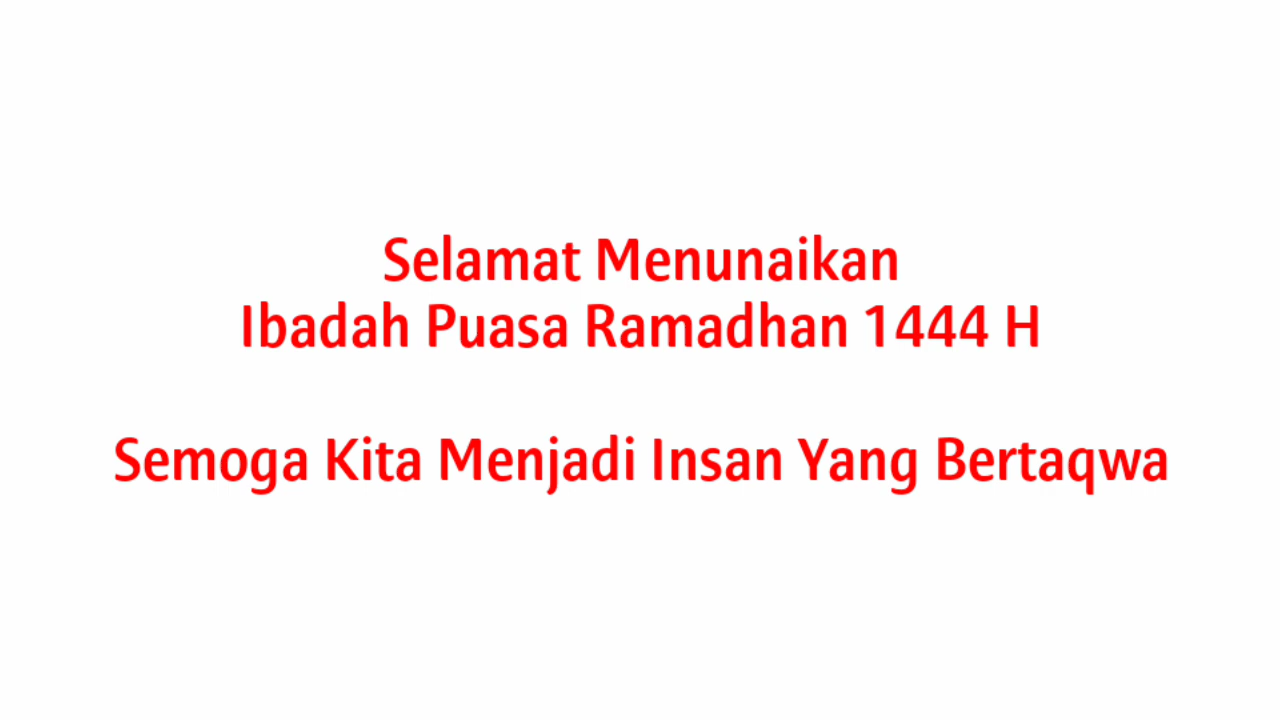 Selamat Menunaikan
Ibadah Puasa Ramadhan 1444 H
Semoga Kita Menjadi Insan Yang Bertaqwa